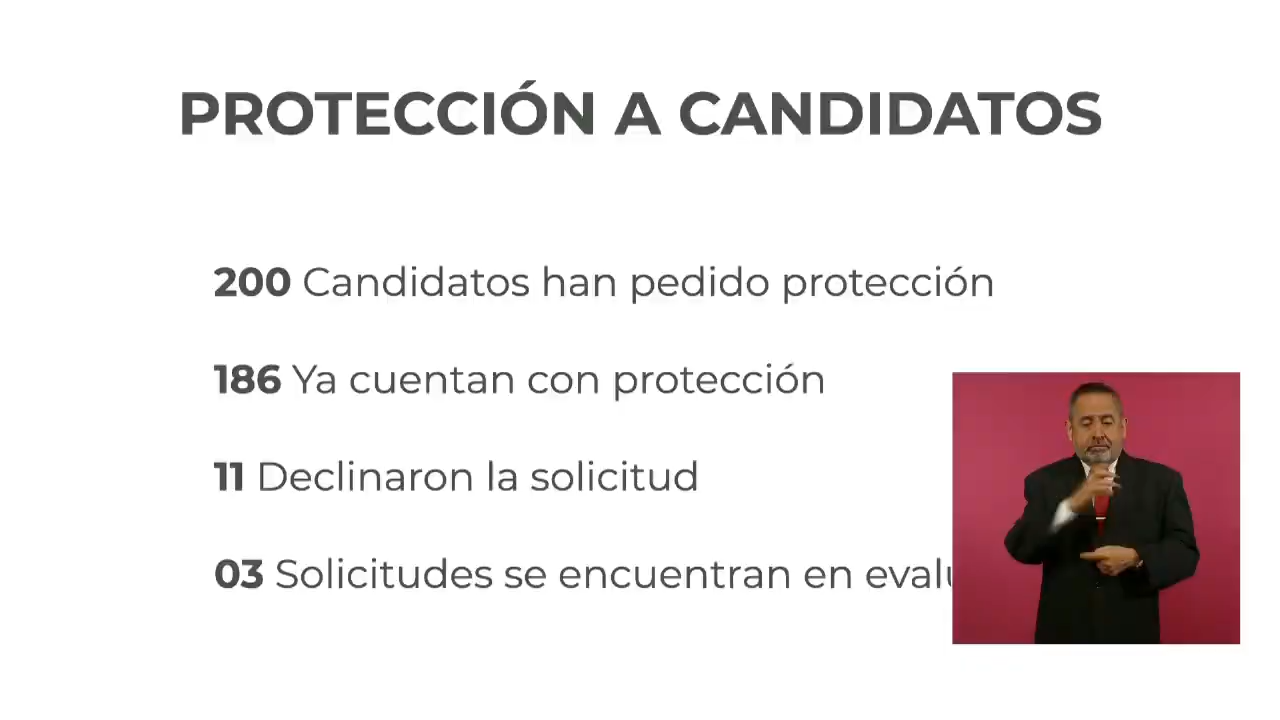 PROTECCIÓN A CANDIDATOS
200 Candidatos han pedido protección
186 Ya cuentan con protección
11 Declinaron la solicitud
03 Solicitudes se encuentran en